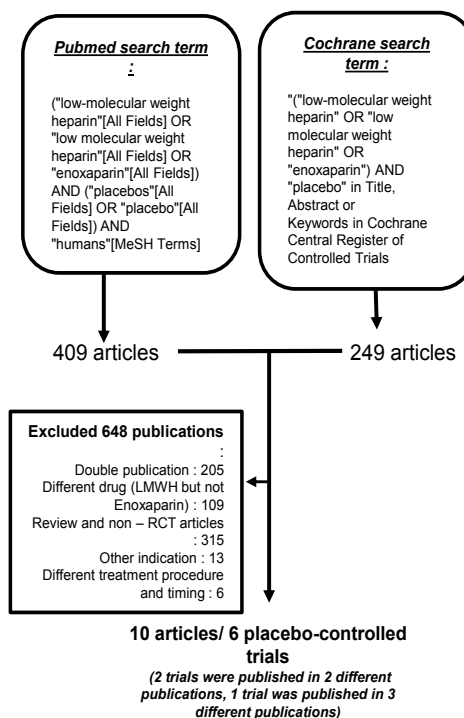 Pubmed search term
:
("low-molecular weight
heparin"[All Fields] OR
"low molecular weight
heparin"[All Fields] OR
"enoxaparin"[All Fields])
AND ("placebos"[All
Fields] OR "placebo"[All
Fields]) AND
"humans"[MeSH Terms]
Cochrane search
term :
"("low-molecular weight
heparin" OR "low
molecular weight
heparin" OR
"enoxaparin") AND
"placebo" in Title,
Abstract or
Keywords in Cochrane
Central Register of
Controlled Trials
409 articles
249 articles
Excluded 648 publications
:
Double publication : 205
Different drug (LMWH but not
Enoxaparin) : 109
Review and non – RCT articles
: 315
Other indication : 13
Different treatment procedure
and timing : 6
10 articles/ 6 placebo-controlled
trials
(2 trials were published in 2 different
publications, 1 trial was published in 3
different publications)